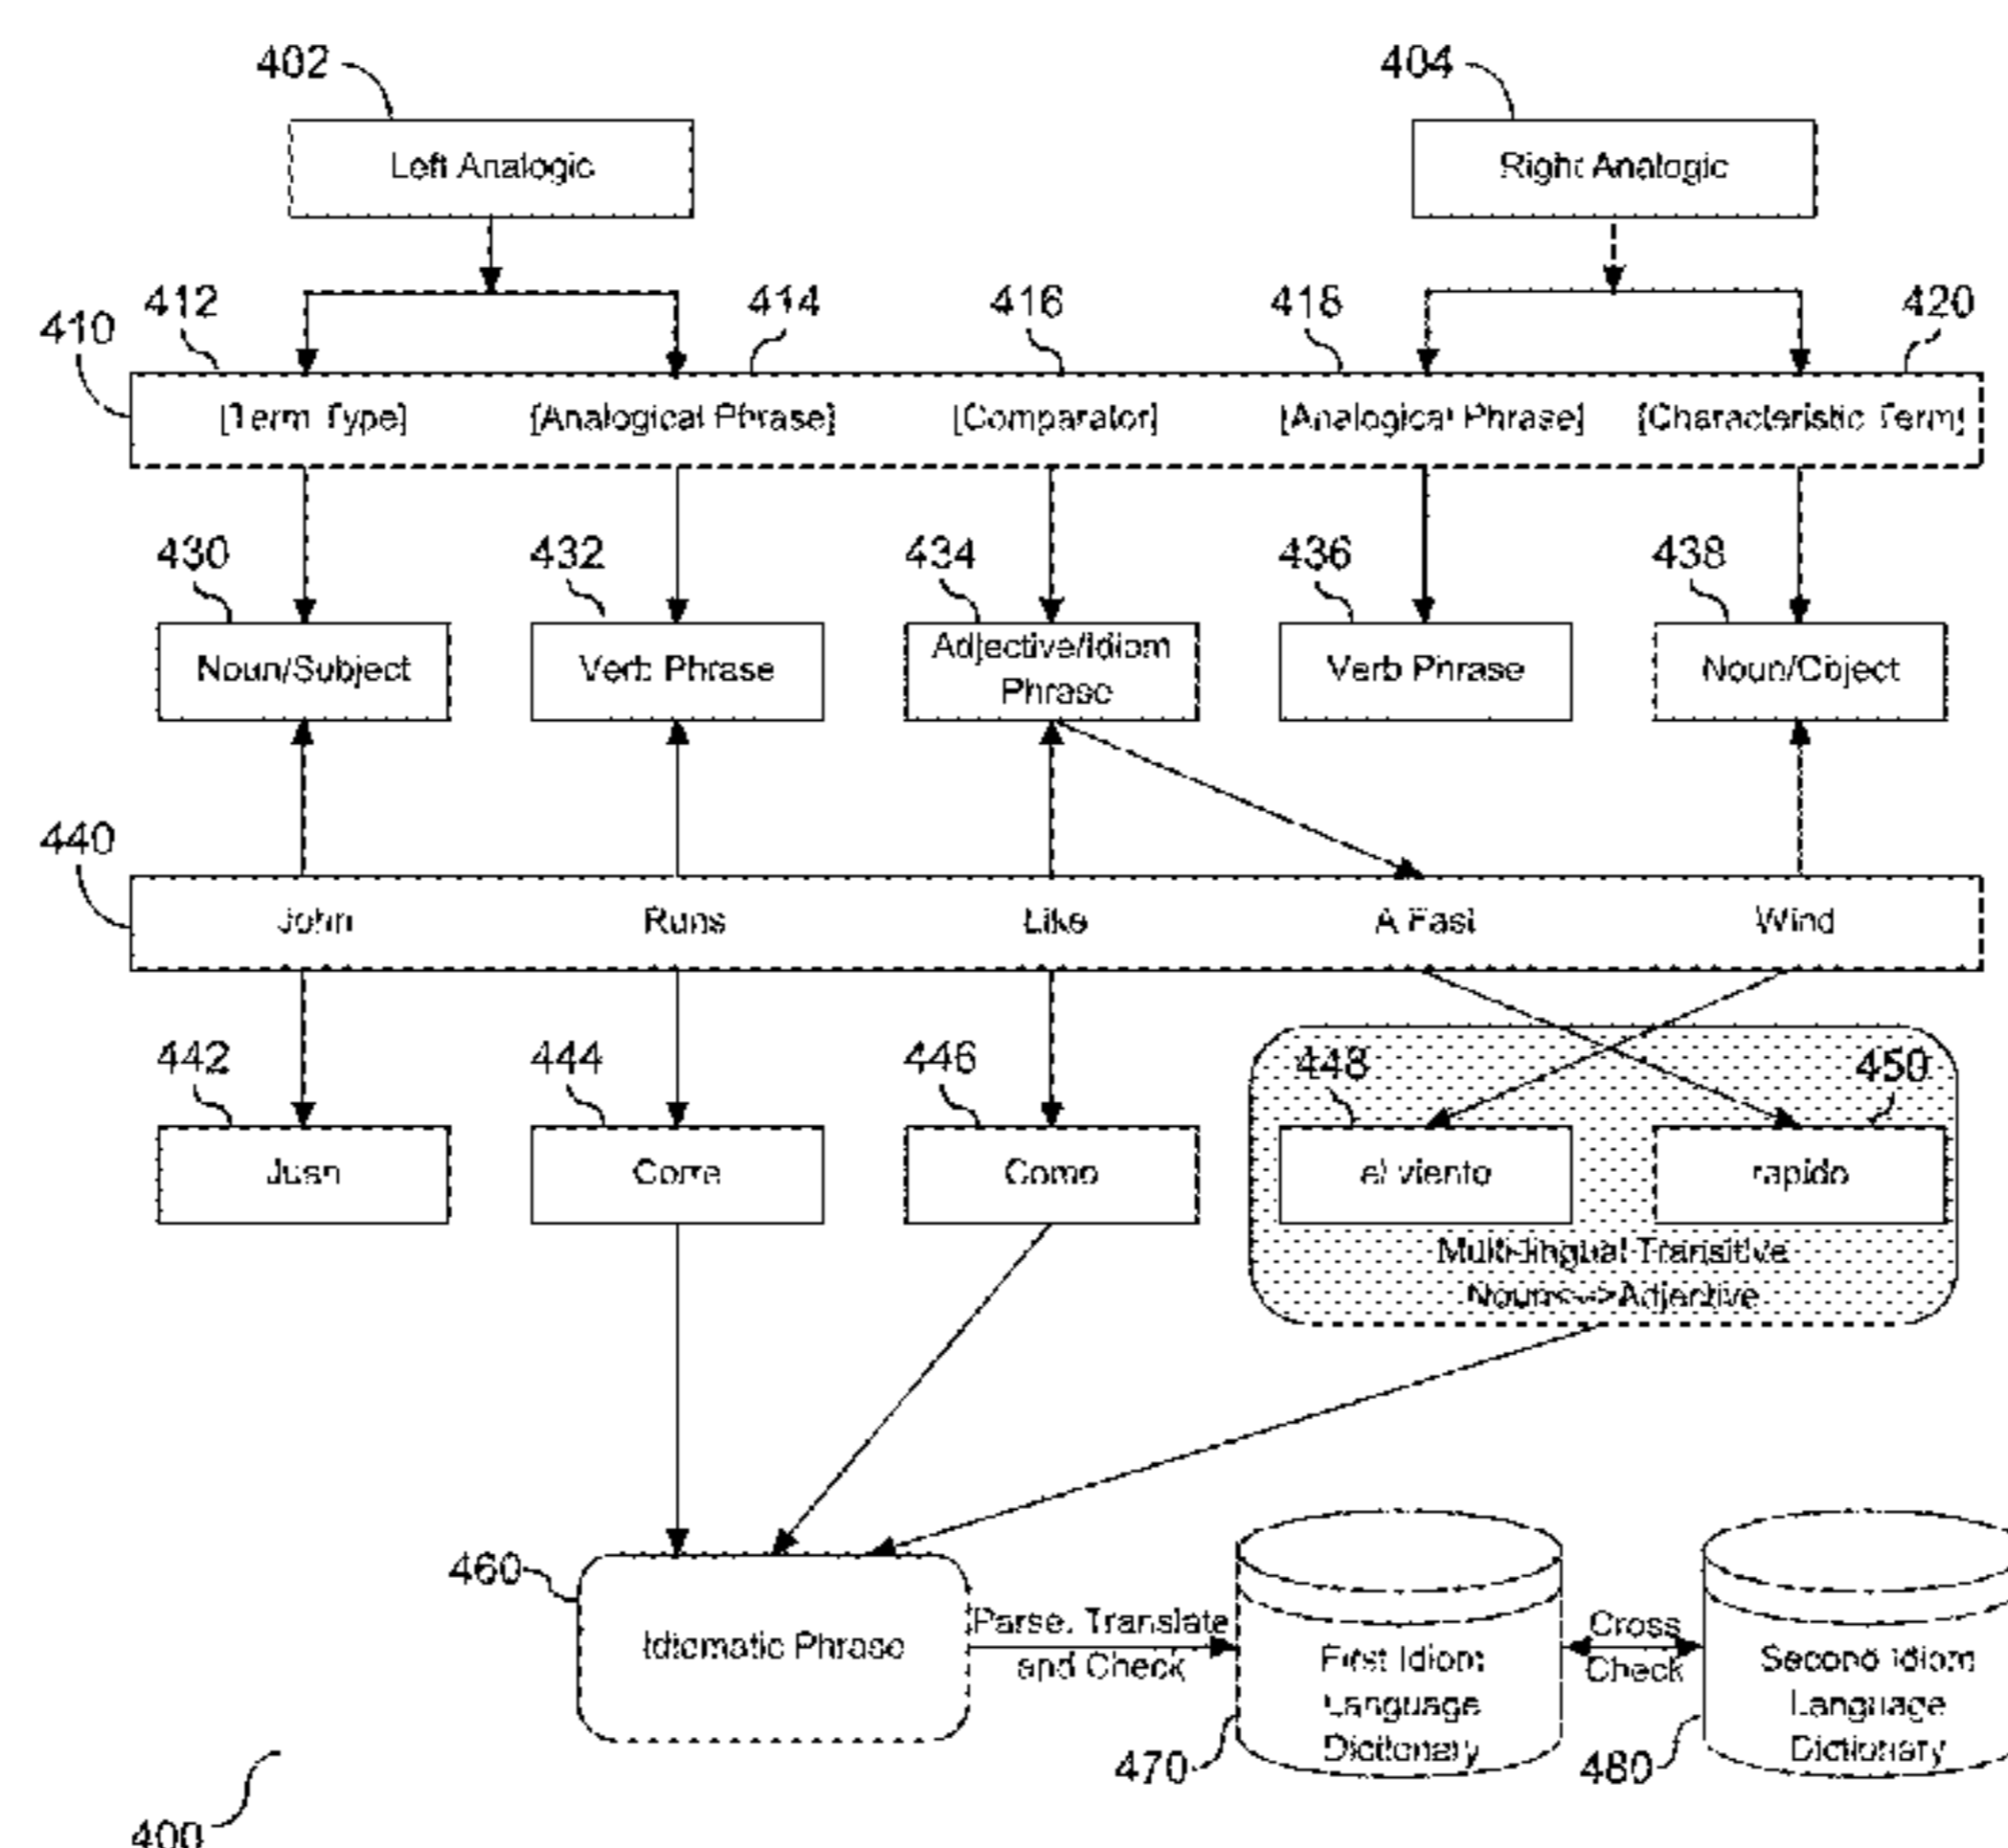 402
404
Left Analogic
Right Analogic
410
412
414
416
418
420
[Term Type] [Analogical Phrase] [Comparator] [Analogical Phrase] [Characteristic Term]
430
432
434
436
438
Noun/Subject
Verb Phrase
Adjective/Idiom
Phrase
Verb Phrase
Noun/Object
440
John Runs Like A Fast Wind
442
444
446
448
450
Juan
Corre
Como
el viento
rapido
Multi-lingual Transitive
Noun<-->Adjective
460
Idiomatic Phrase
Parse, Translate
and Check
First Idiom
Language
Dicitonary
Cross
Check
Second Idiom
Language
Dictionary
470
480
400